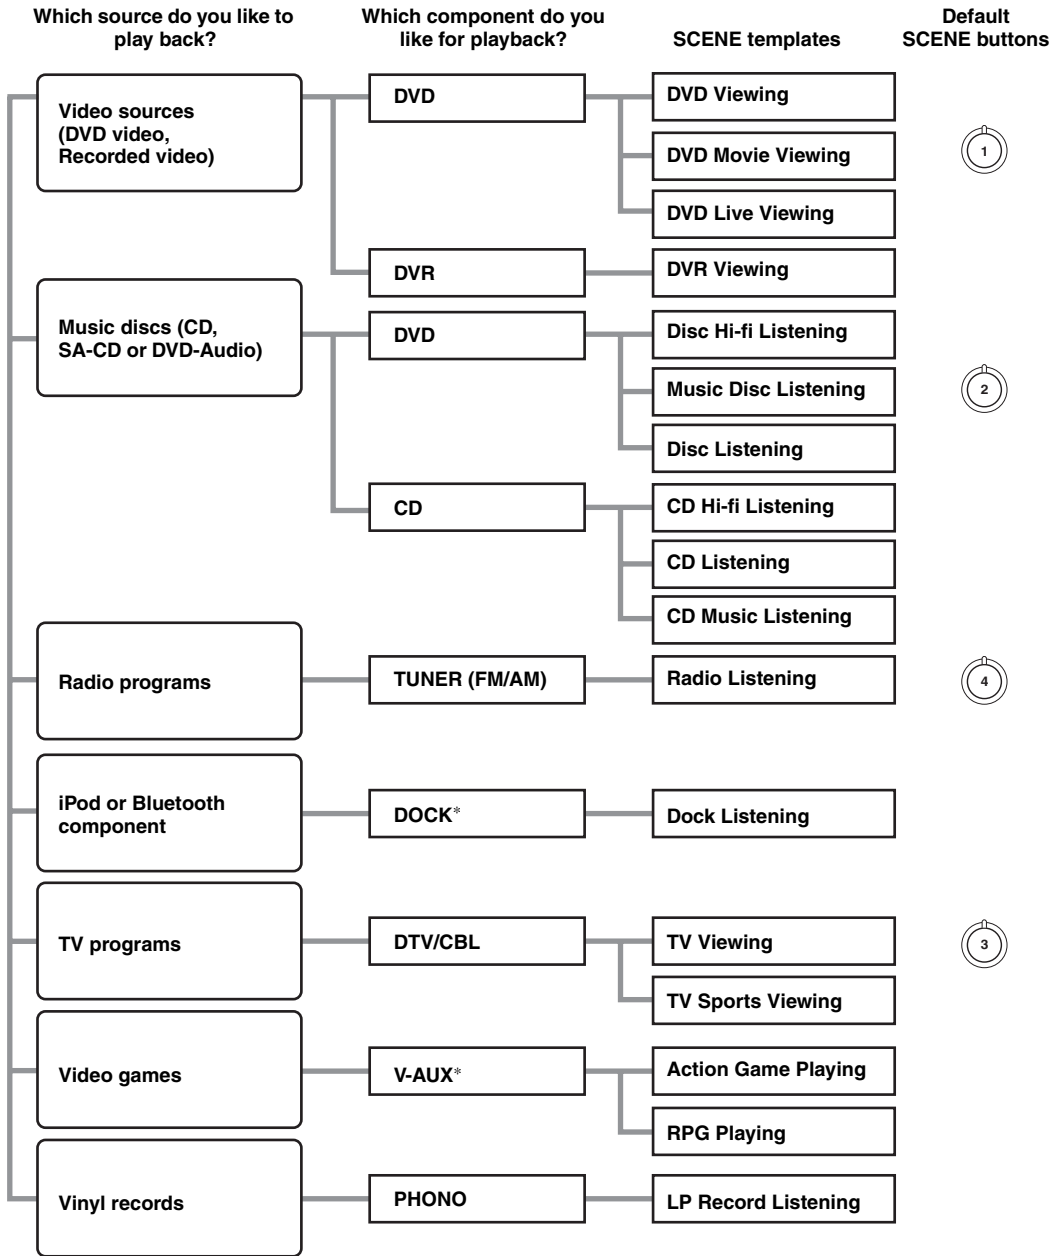 Which source do you like to
play back?
Which component do you
like for playback?
SCENE templates
Default
SCENE buttons
Video sources
(DVD video,
Recorded video)
DVD
DVD Viewing
DVD Movie Viewing
1
DVD Live Viewing
DVR
DVR Viewing
Music discs (CD,
SA-CD or DVD-Audio)
DVD
Disc Hi-fi Listening
Music Disc Listening
2
Disc Listening
CD
CD Hi-fi Listening
CD Listening
CD Music Listening
Radio programs
TUNER (FM/AM)
Radio Listening
4
iPod or Bluetooth
component
DOCK*
Dock Listening
TV programs
DTV/CBL
TV Viewing
3
TV Sports Viewing
Video games
V-AUX*
Action Game Playing
RPG Playing
Vinyl records
PHONO
LP Record Listening